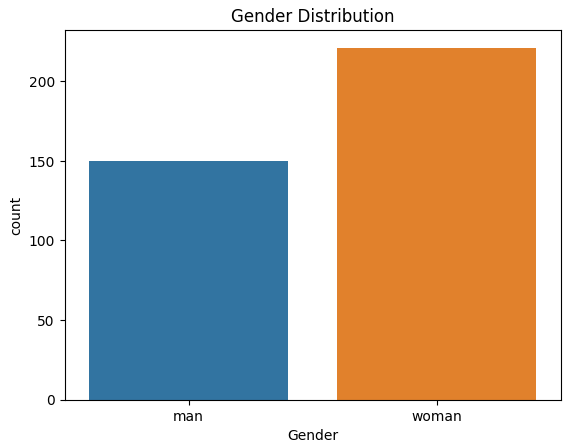 Gender Distribution
200
150
100
50
0
count
man woman
Gender